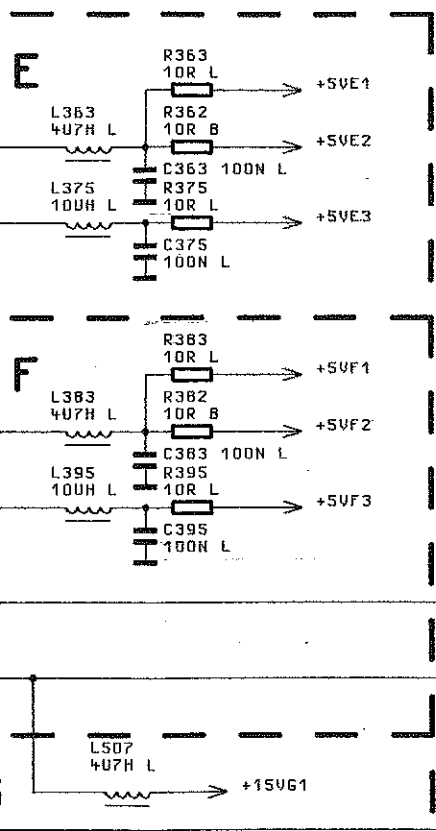 E
R363
10R L
+5VE1
L363
4U7H L
R362
10R B
+5VE2
C363 100N L
L375
10UH L
R375
10R L
+5VE3
C375
100N L
F
R383
10R L
+5VF1
L383
4U7H L
R382
10R B
+5VF2
C383 100N L
L395
10UH L
R395
10R L
+5VF3
C395
100N L
L507
4U7H L
+15VG1